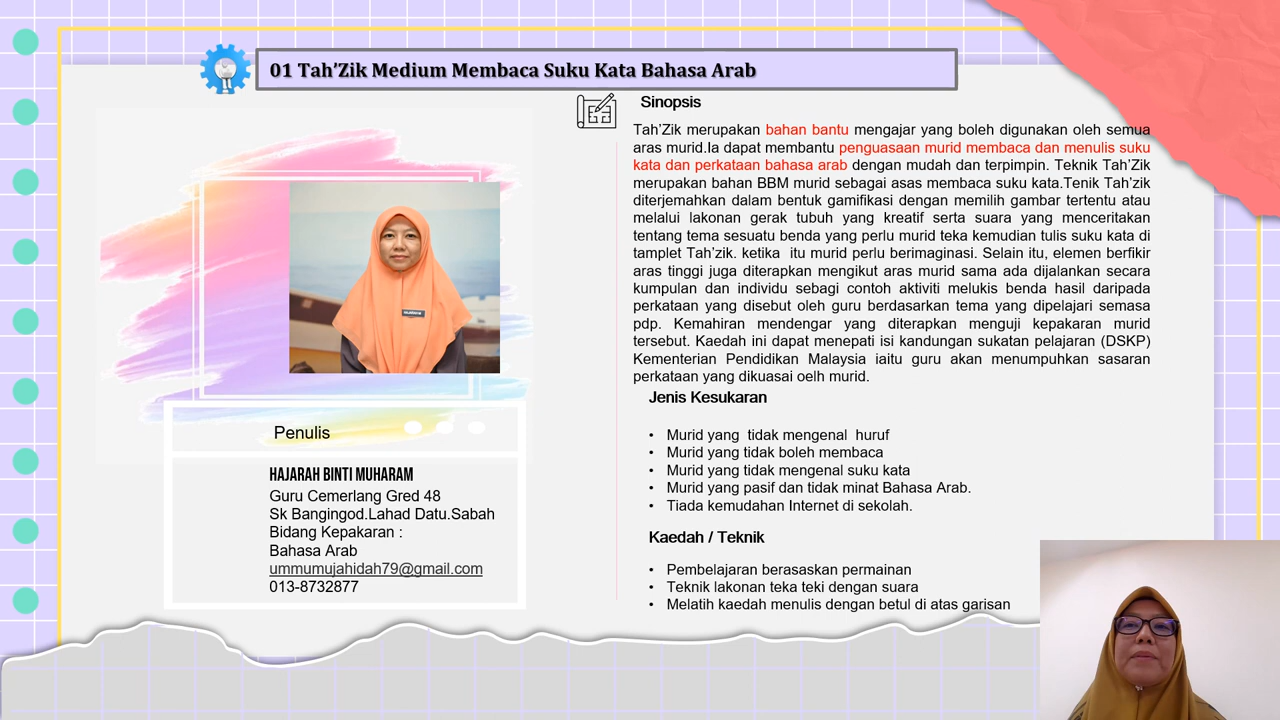 01 Tah’Zik Medium Membaca Suku Kata Bahasa Arab
Sinopsis
Tah’Zik merupakan bahan bantu mengajar yang boleh digunakan oleh semua
aras murid.Ia dapat membantu penguasaan murid membaca dan menulis suku
kata dan perkataan bahasa arab dengan mudah dan terpimpin. Teknik Tah’Zik
merupakan bahan BBM murid sebagai asas membaca suku kata.Tenik Tah’zik
diterjemahkan dalam bentuk gamifikasi dengan memilih gambar tertentu atau
melalui lakonan gerak tubuh yang kreatif serta suara yang menceritakan
tentang tema sesuatu benda yang perlu murid teka kemudian tulis suku kata di
tamplet Tah’zik. ketika itu murid perlu berimaginasi. Selain itu, elemen berfikir
aras tinggi juga diterapkan mengikut aras murid sama ada dijalankan secara
kumpulan dan individu sebagi contoh aktiviti melukis benda hasil daripada
perkataan yang disebut oleh guru berdasarkan tema yang dipelajari semasa
pdp. Kemahiran mendengar yang diterapkan menguji kepakaran murid
tersebut. Kaedah ini dapat menepati isi kandungan sukatan pelajaran (DSKP)
Kementerian Pendidikan Malaysia iaitu guru akan menumpuhkan sasaran
perkataan yang dikuasai oelh murid.
Jenis Kesukaran
• Murid yang tidak mengenal huruf
• Murid yang tidak boleh membaca
• Murid yang tidak mengenal suku kata
• Murid yang pasif dan tidak minat Bahasa Arab.
• Tiada kemudahan Internet di sekolah.
Kaedah / Teknik
• Pembelajaran berasaskan permainan
• Teknik lakonan teka teki dengan suara
• Melatih kaedah menulis dengan betul di atas garisan
Penulis
HAJARAH BINTI MUHARAM
Guru Cemerlang Gred 48
Sk Bangingod.Lahad Datu.Sabah
Bidang Kepakaran :
Bahasa Arab
ummumujahidah79@gmail.com
013-8732877